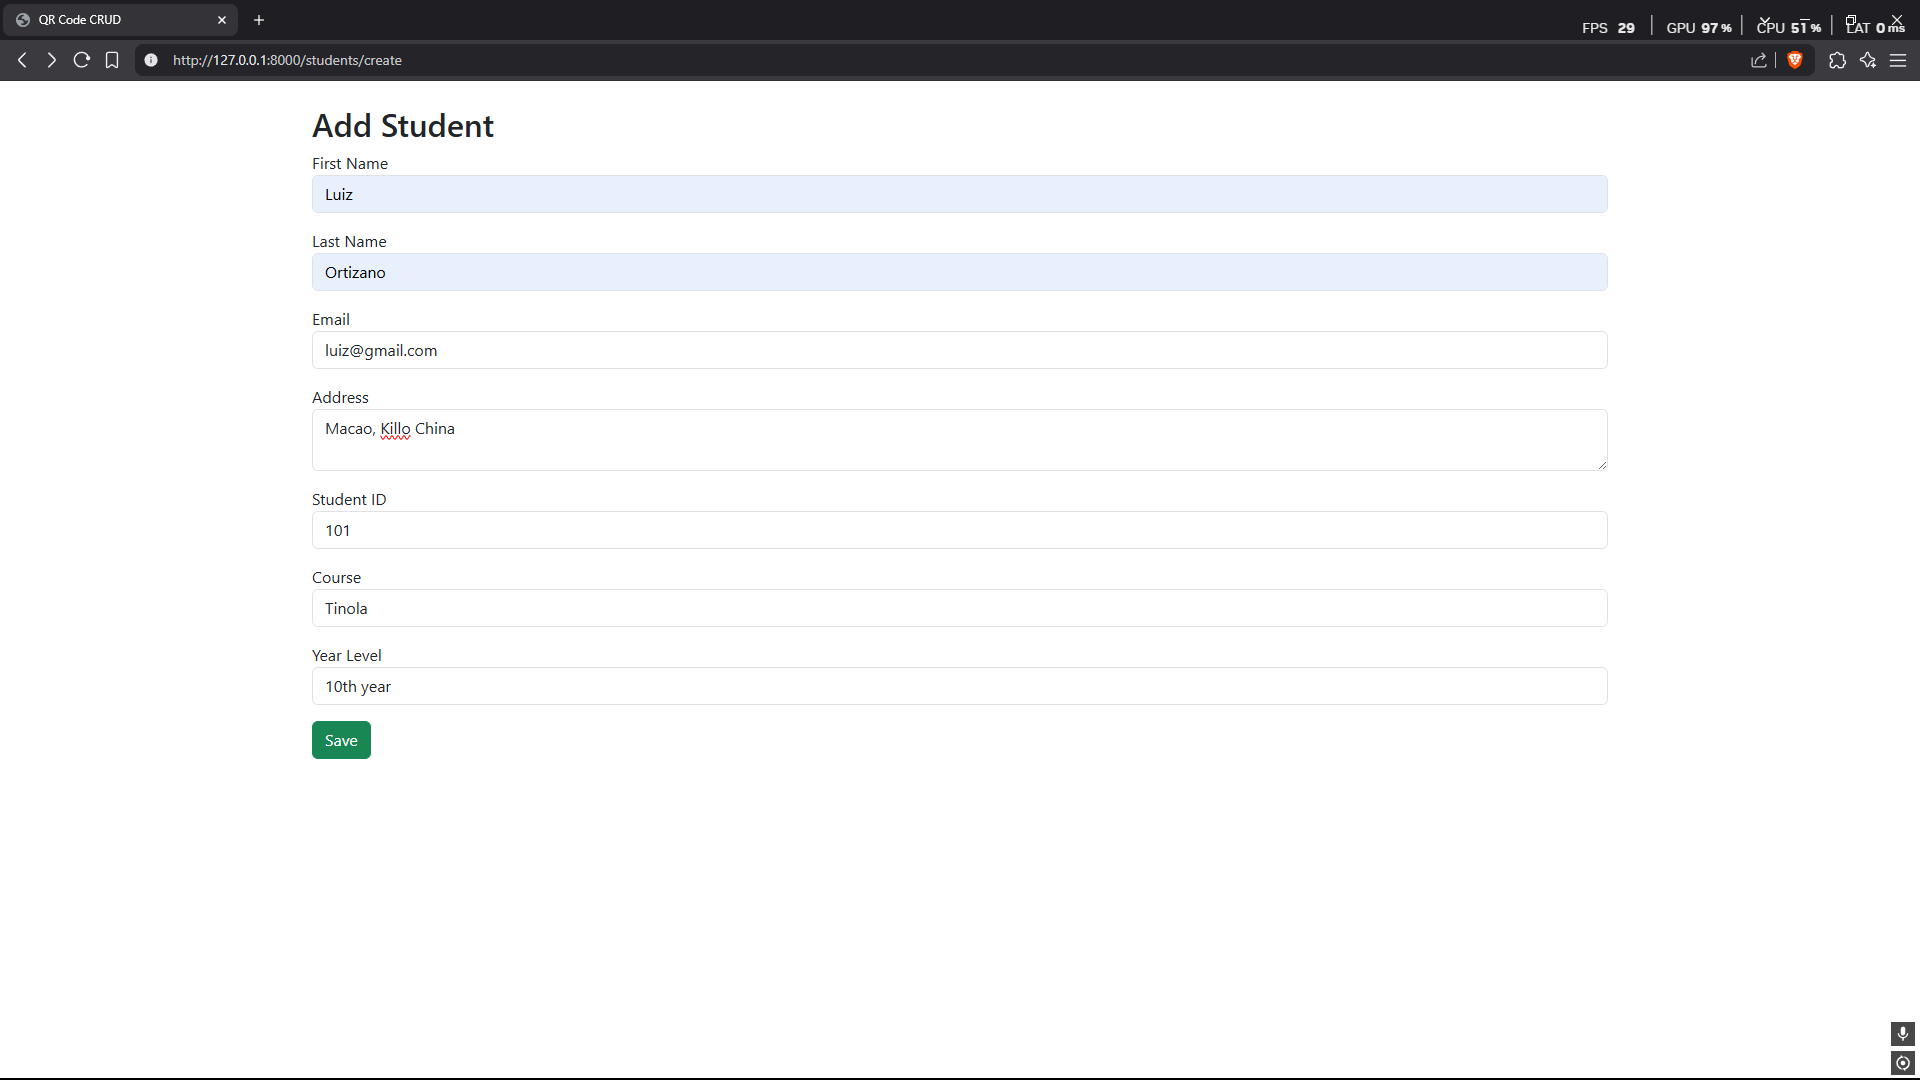 QR Code CRUD
FPS 29 GPU 97 % CPU 51 % LAT 0 ms
http://127.0.0.1:8000/students/create
Add Student
First Name
Luiz
Last Name
Ortizano
Email
luiz@gmail.com
Address
Macao, Killo China
Student ID
101
Course
Tinola
Year Level
10th year
Save